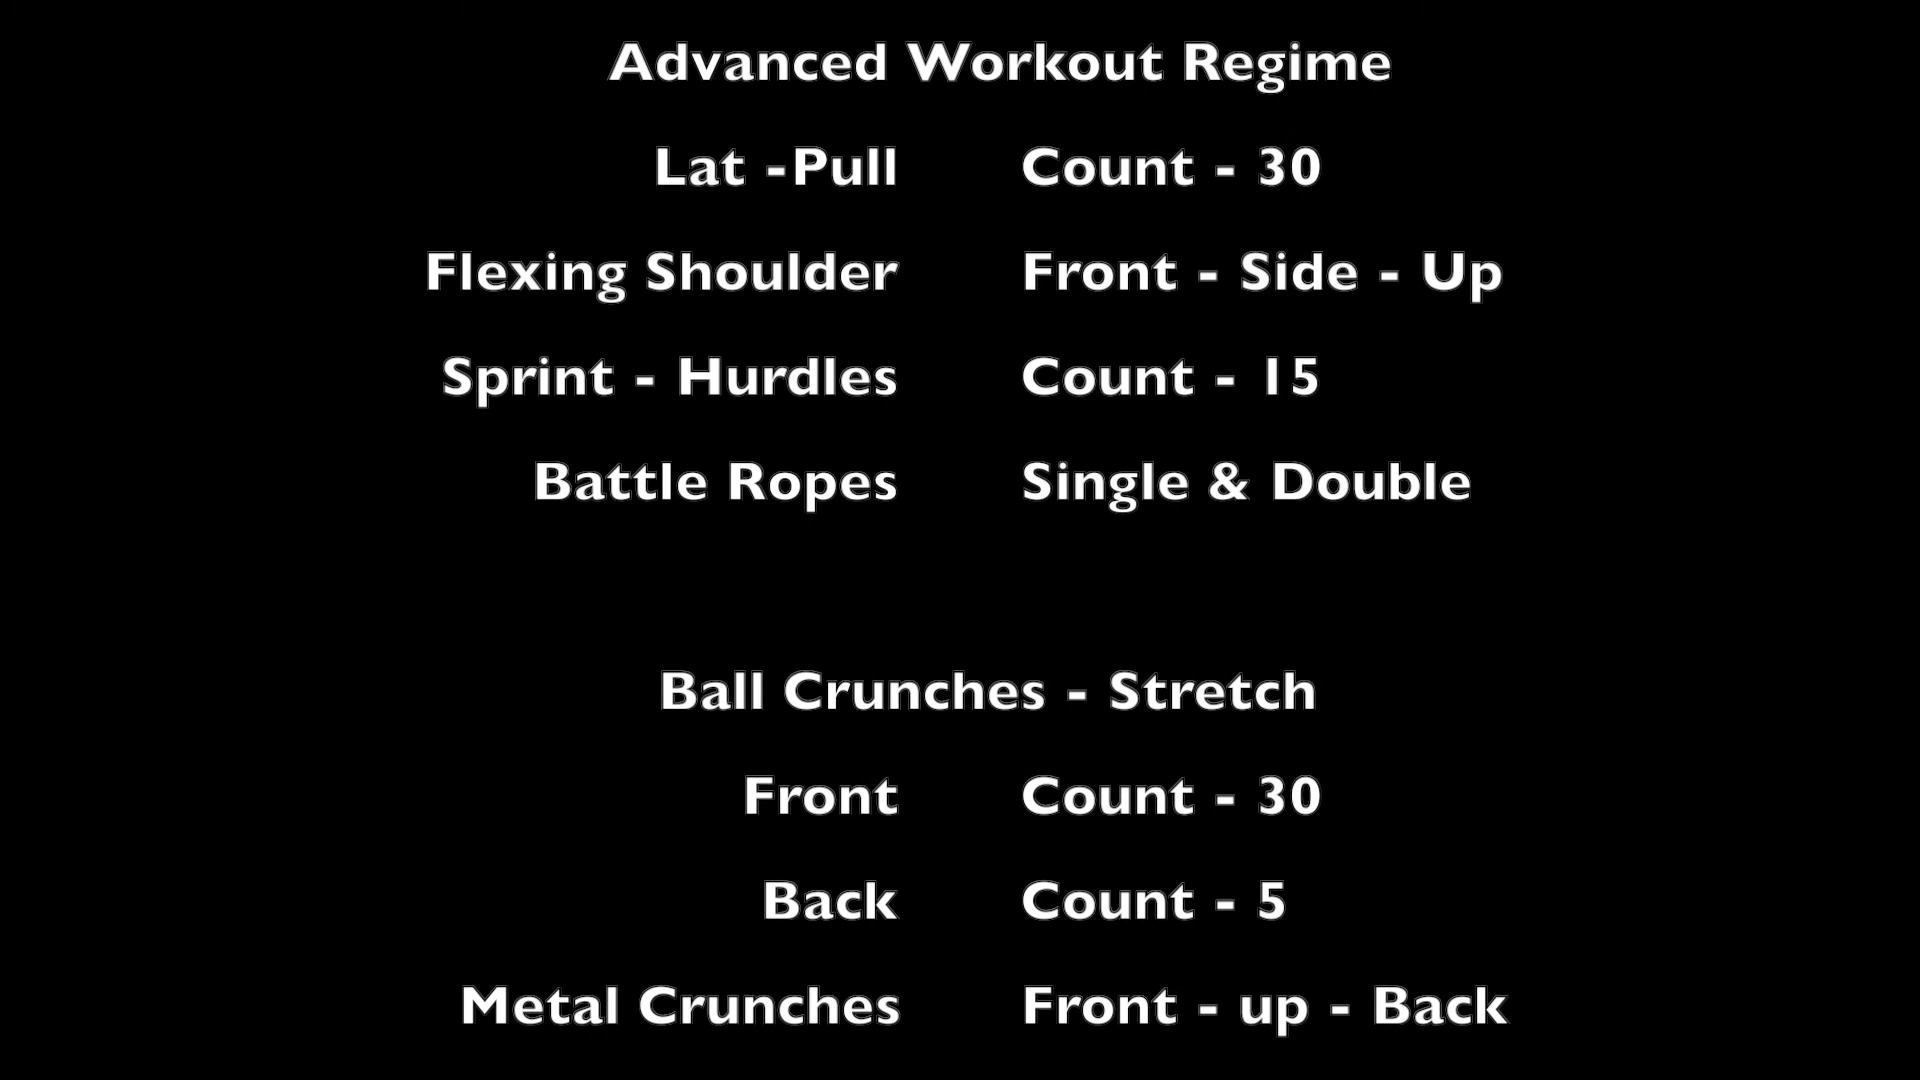 Advanced Workout Regime
Lat -Pull Count - 30
Flexing Shoulder Front - Side - Up
Sprint - Hurdles Count - 15
Battle Ropes Single & Double
Ball Crunches - Stretch
Front Count - 30
Back Count - 5
Metal Crunches Front - up - Back